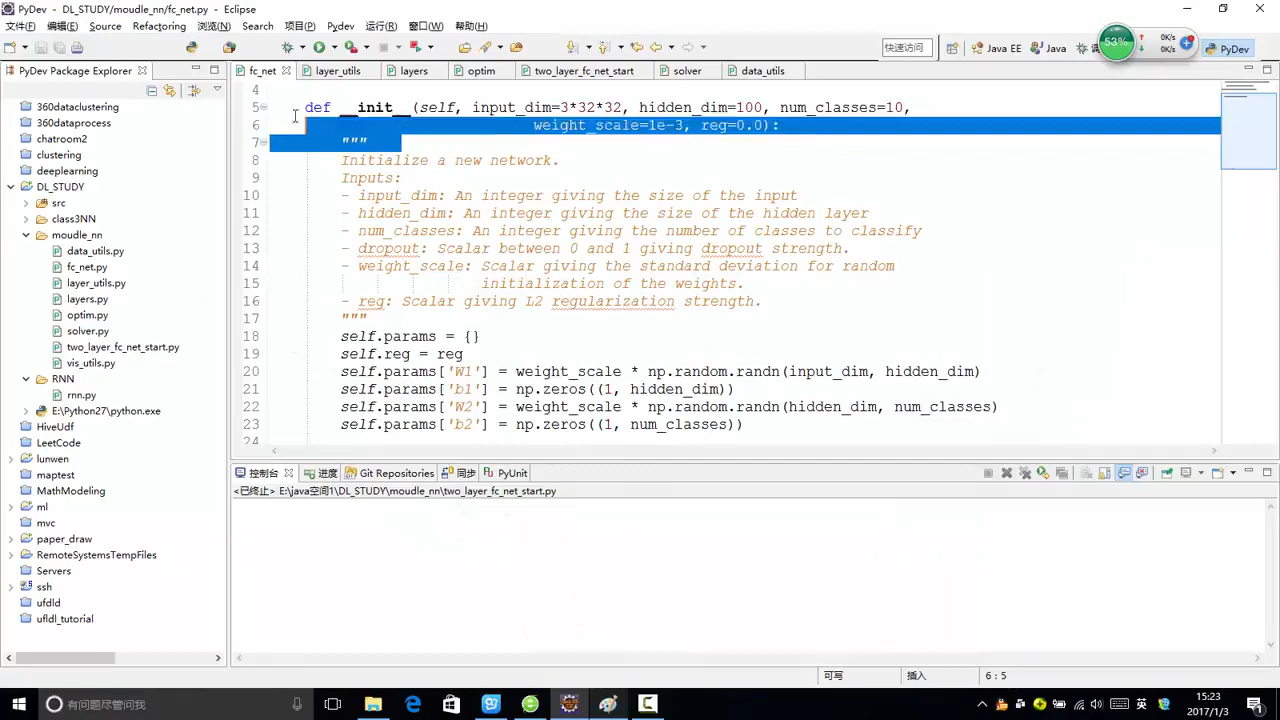 PyDev - DL_STUDY/moudle_nn/fc_net.py - Eclipse
文件(F) 编辑(E) Source Refactoring 浏览(N) Search 项目(P) Pydev 运行(R) 窗口(W) 帮助(H)
快速访问 Java EE Java PyDev
53% 0K/s
0K/s
PyDev Package Explorer
360dataclustering
360dataprocess
chatroom2
clustering
deeplearning
DL_STUDY
src
class3NN
moudle_nn
data_utils.py
fc_net.py
layer_utils.py
layers.py
optim.py
solver.py
two_layer_fc_net_start.py
vis_utils.py
RNN
rnn.py
E:\Python27\python.exe
HiveUdf
LeetCode
lunwen
maptest
MathModeling
ml
mvc
paper_draw
RemoteSystemsTempFiles
Servers
ssh
ufdld
ufldl_tutorial
fc_net layer_utils layers optim two_layer_fc_net_start solver data_utils
4
5 def __init__(self, input_dim=3*32*32, hidden_dim=100, num_classes=10,
6 weight_scale=1e-3, reg=0.0):
7 """
8 Initialize a new network.
9 Inputs:
10 - input_dim: An integer giving the size of the input
11 - hidden_dim: An integer giving the size of the hidden layer
12 - num_classes: An integer giving the number of classes to classify
13 - dropout: Scalar between 0 and 1 giving dropout strength.
14 - weight_scale: Scalar giving the standard deviation for random
15 initialization of the weights.
16 - reg: Scalar giving L2 regularization strength.
17 """
18 self.params = {}
19 self.reg = reg
20 self.params['W1'] = weight_scale * np.random.randn(input_dim, hidden_dim)
21 self.params['b1'] = np.zeros((1, hidden_dim))
22 self.params['W2'] = weight_scale * np.random.randn(hidden_dim, num_classes)
23 self.params['b2'] = np.zeros((1, num_classes))
24
控制台 进度 Git Repositories 同步 PyUnit
<已终止> E:\java空间1\DL_STUDY\moudle_nn\two_layer_fc_net_start.py
可写 插入 6 : 5
有问题尽管问我
英
15:23
2017/1/3